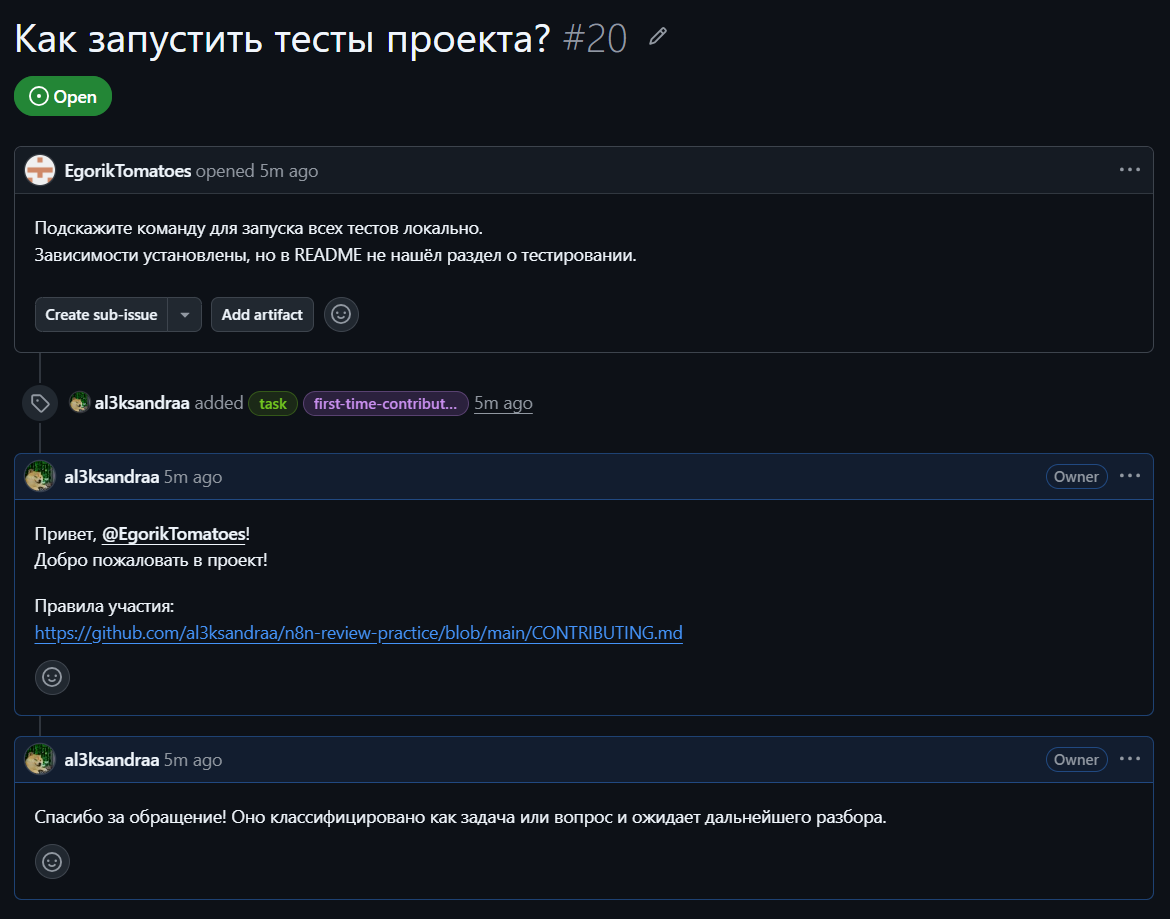 Как запустить тесты проекта? #20
Open
EgorikTomatoes opened 5m ago
Подскажите команду для запуска всех тестов локально.
Зависимости установлены, но в README не нашёл раздел о тестировании.
Create sub-issue
Add artifact
al3ksandraa added task first-time-contribut... 5m ago
al3ksandraa 5m ago
Owner
Привет, @EgorikTomatoes!
Добро пожаловать в проект!
Правила участия:
https://github.com/al3ksandraa/n8n-review-practice/blob/main/CONTRIBUTING.md
al3ksandraa 5m ago
Owner
Спасибо за обращение! Оно классифицировано как задача или вопрос и ожидает дальнейшего разбора.